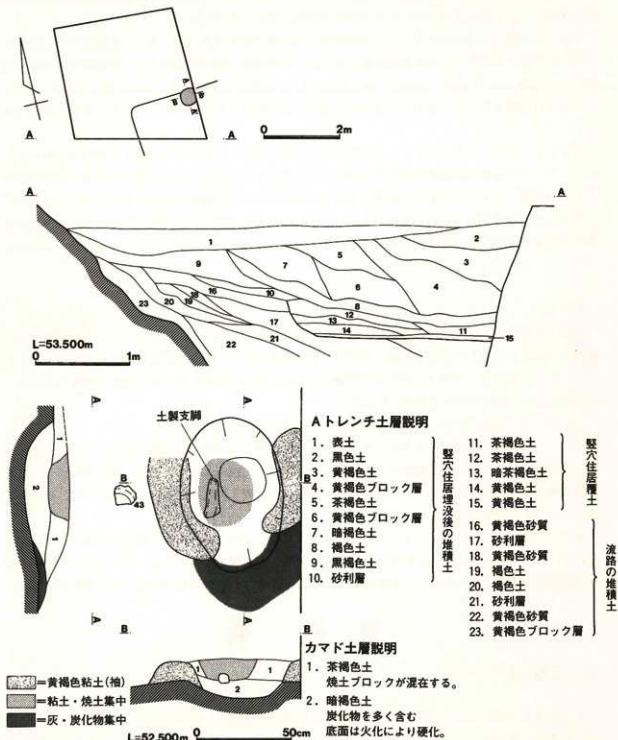 A A
0 2m
A A
1
2
3
4
5
6
7
8
9
10
11
12
13
14
15
16
17
18
19
20
21
22
23
L=53.500m
0 1m
A A
土製支脚
B B
43
1
2
1
A A
B B
1 1
2
Aトレンチ土層説明
1. 表土
2. 黒色土
3. 黄褐色土
4. 黄褐色ブロック層
5. 茶褐色土
6. 黄褐色ブロック層
7. 暗褐色土
8. 褐色土
9. 黒褐色土
10. 砂利層
竪穴住居埋没後の堆積土
11. 茶褐色土
12. 茶褐色土
13. 暗茶褐色土
14. 黄褐色土
15. 黄褐色土
竪穴住居覆土
16. 黄褐色砂質
17. 砂利層
18. 黄褐色砂質
19. 褐色土
20. 褐色土
21. 砂利層
22. 黄褐色砂質
23. 黄褐色ブロック層
流路の堆積土
カマド土層説明
1. 茶褐色土
焼土ブロックが混在する。
2. 暗褐色土
炭化物を多く含む
底面は火化により硬化。
=黄褐色粘土(袖)
=粘土・焼土集中
=灰・炭化物集中
L=52.500m 0 50cm